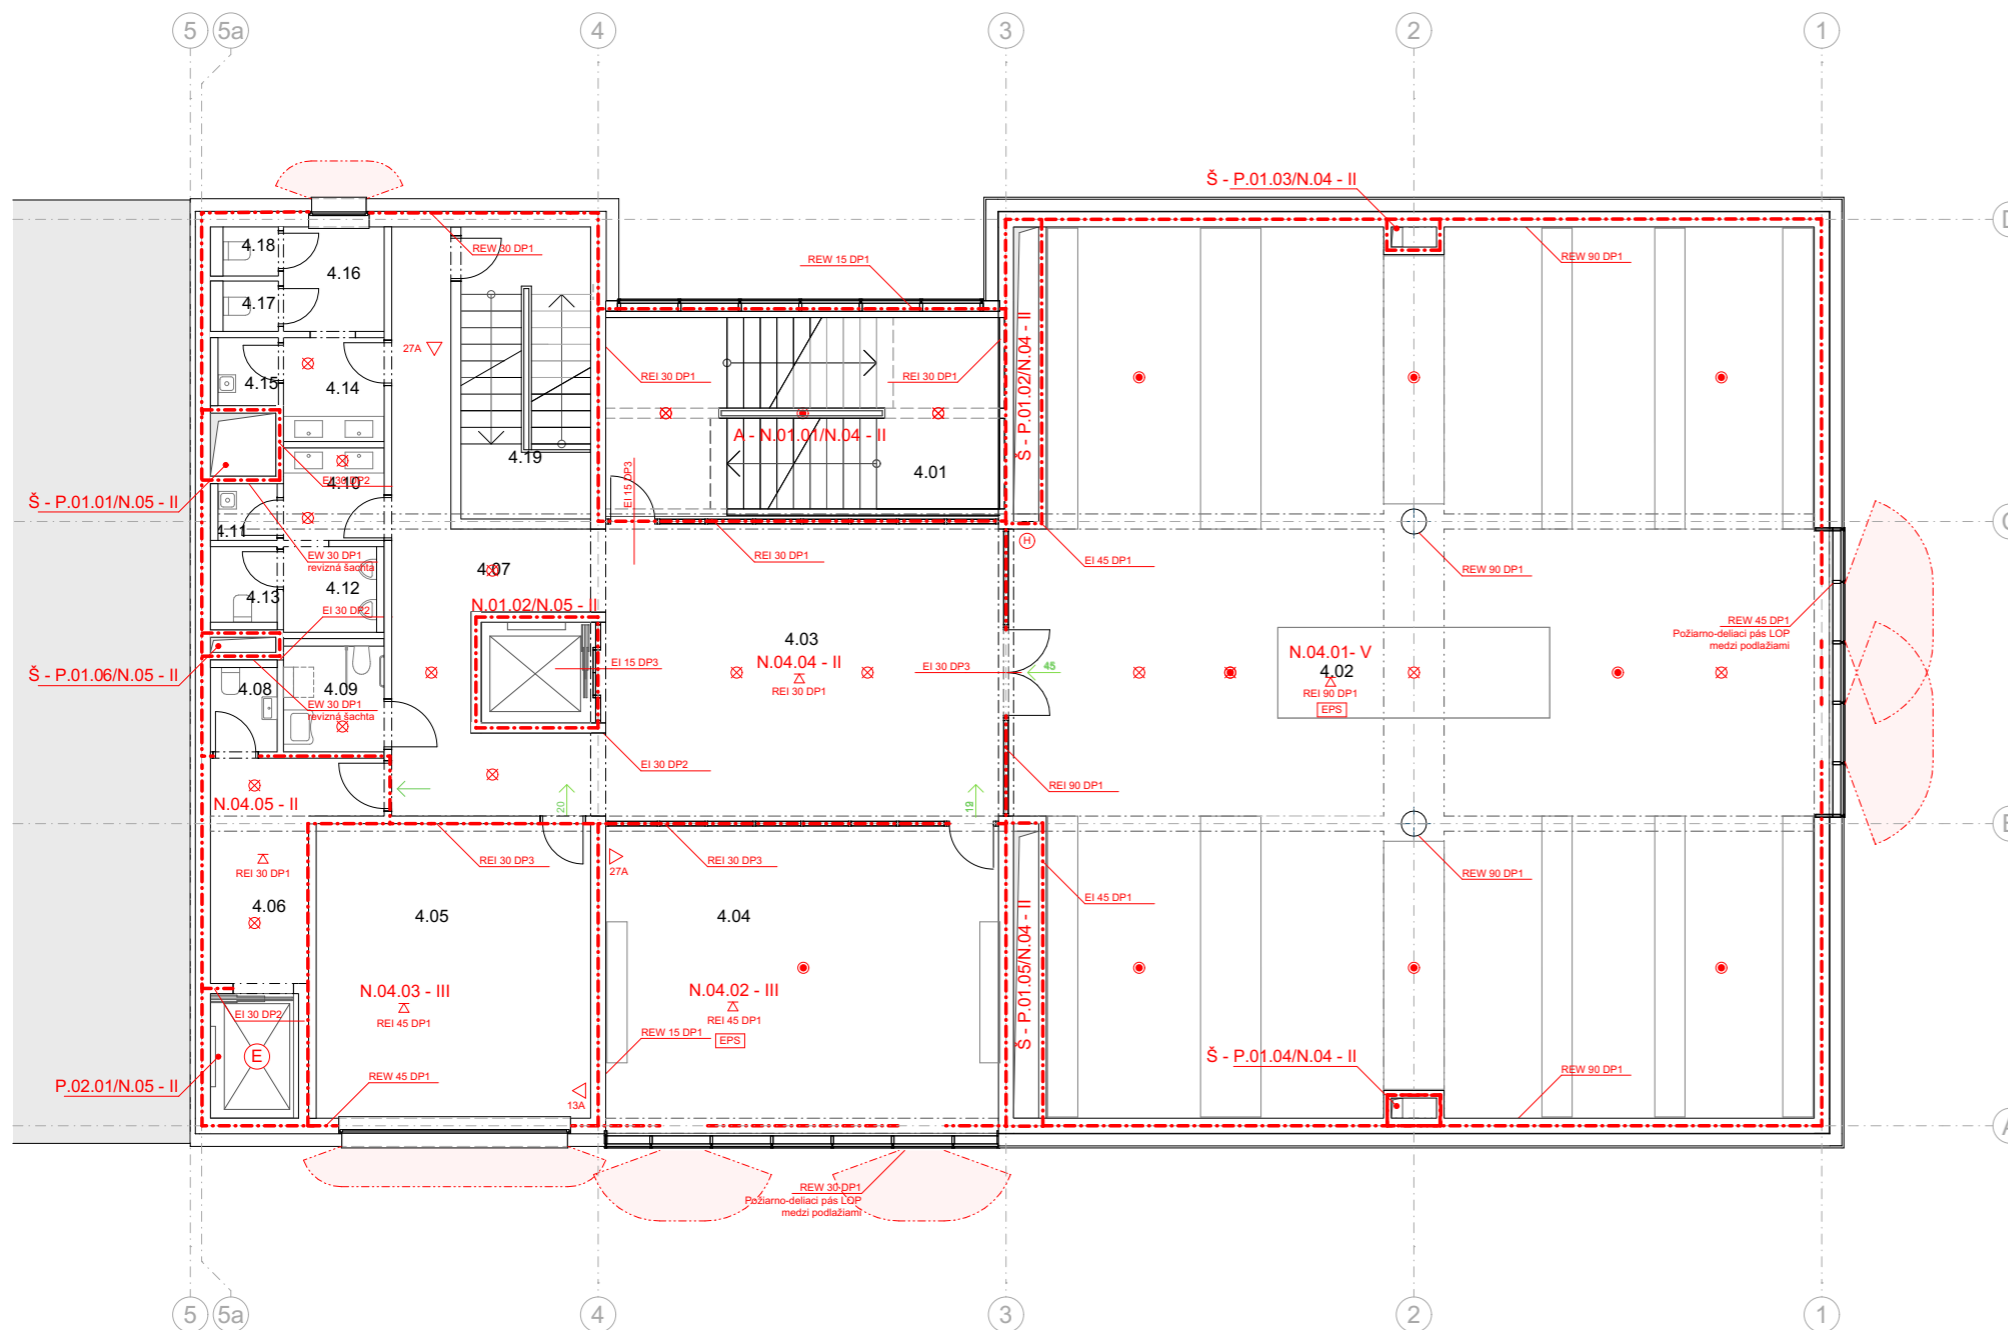 5 5a 4 3 2 1
Š - P.01.03/N.04 - II
D
4.18
REW 30 DP1
REW 15 DP1
REW 90 DP1
4.16
4.17
27A
4.15
4.14
REI 30 DP1
REI 30 DP1
Š - P.01.02/N.04 - II
A - N.01.01/N.04 - II
4.19
4.01
EI 15 DP3
EI 30 DP2
4.10
Š - P.01.01/N.05 - II
4.11
EW 30 DP1
revizná šachta
REI 30 DP1
H
EI 45 DP1
REW 90 DP1
4.07
4.12
4.13
EI 30 DP2
N.01.02/N.05 - II
REW 45 DP1
Požiarno-deliaci pás LOP
medzi podlažiami
4.03
N.04.04 - II
REI 30 DP1
EI 15 DP3
EI 30 DP3
45
N.04.01- V
4.02
REI 90 DP1
EPS
Š - P.01.06/N.05 - II
4.08
4.09
EW 30 DP1
revizná šachta
EI 30 DP2
REI 90 DP1
N.04.05 - II
20
19
REI 30 DP3
REI 30 DP3
27A
REW 90 DP1
REI 30 DP1
EI 45 DP1
4.06
4.05
4.04
Š - P.01.05/N.04 - II
N.04.03 - III
REI 45 DP1
N.04.02 - III
REI 45 DP1
EPS
EI 30 DP2
REW 15 DP1
E
P.02.01/N.05 - II
REW 45 DP1
13A
Š - P.01.04/N.04 - II
REW 90 DP1
REW 30 DP1
Požiarno-deliaci pás LOP
medzi podlažiami
5 5a 4 3 2 1